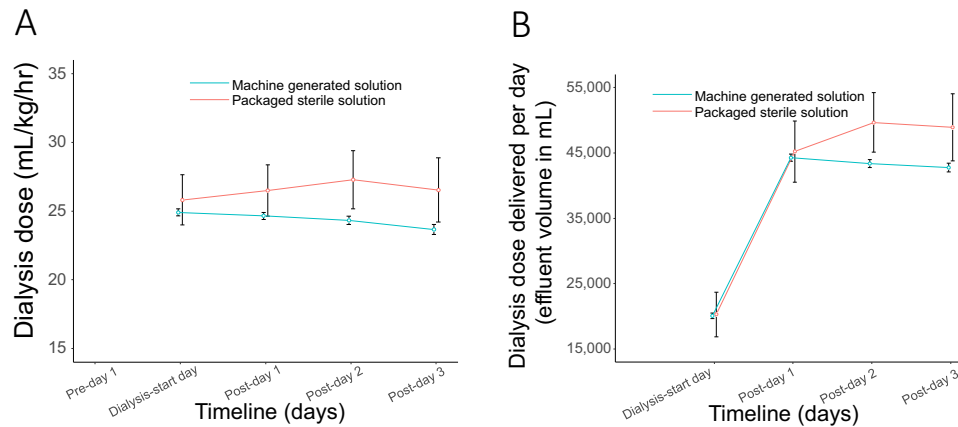 A
Dialysis dose (mL/kg/hr)
35
30
25
20
15
Machine generated solution
Packaged sterile solution
Pre-day 1
Dialysis-start day
Post-day 1
Post-day 2
Post-day 3
Timeline (days)
B
Dialysis dose delivered per day
(effluent volume in mL)
55,000
45,000
35,000
25,000
15,000
Machine generated solution
Packaged sterile solution
Dialysis-start day
Post-day 1
Post-day 2
Post-day 3
Timeline (days)